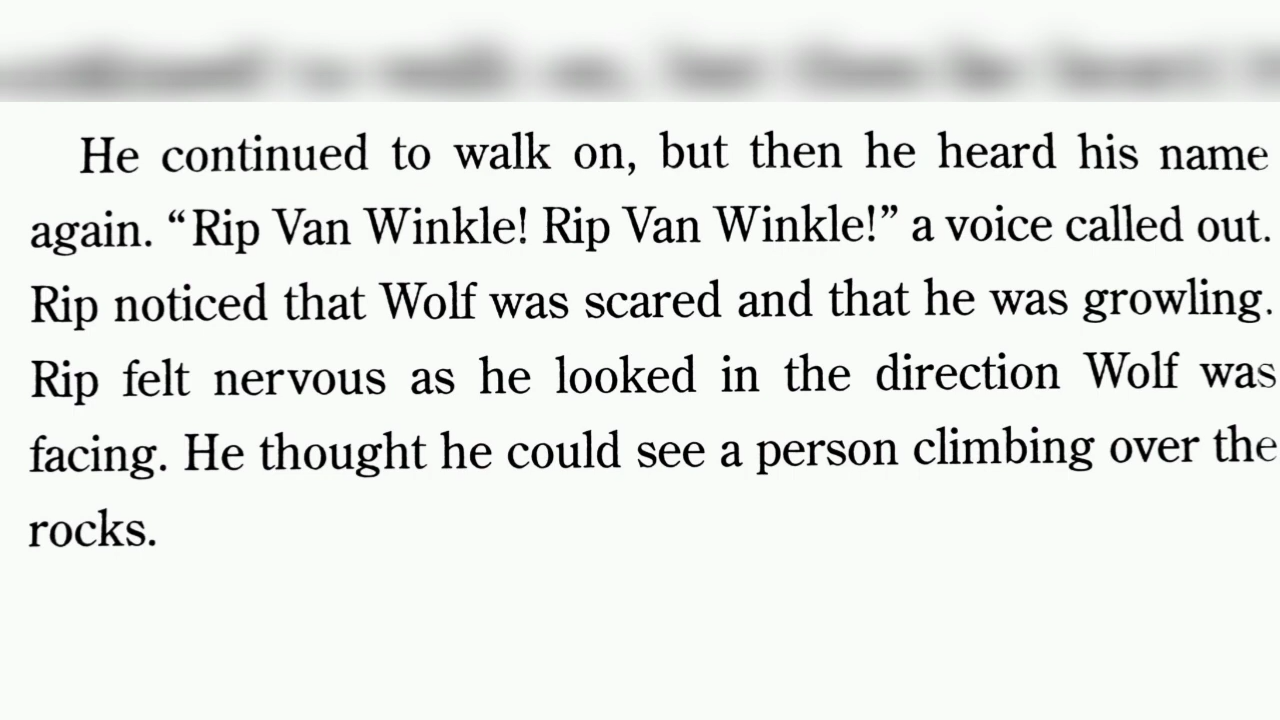 He continued to walk on, but then he heard his name
again. “Rip Van Winkle! Rip Van Winkle!” a voice called out.
Rip noticed that Wolf was scared and that he was growling.
Rip felt nervous as he looked in the direction Wolf was
facing. He thought he could see a person climbing over the
rocks.